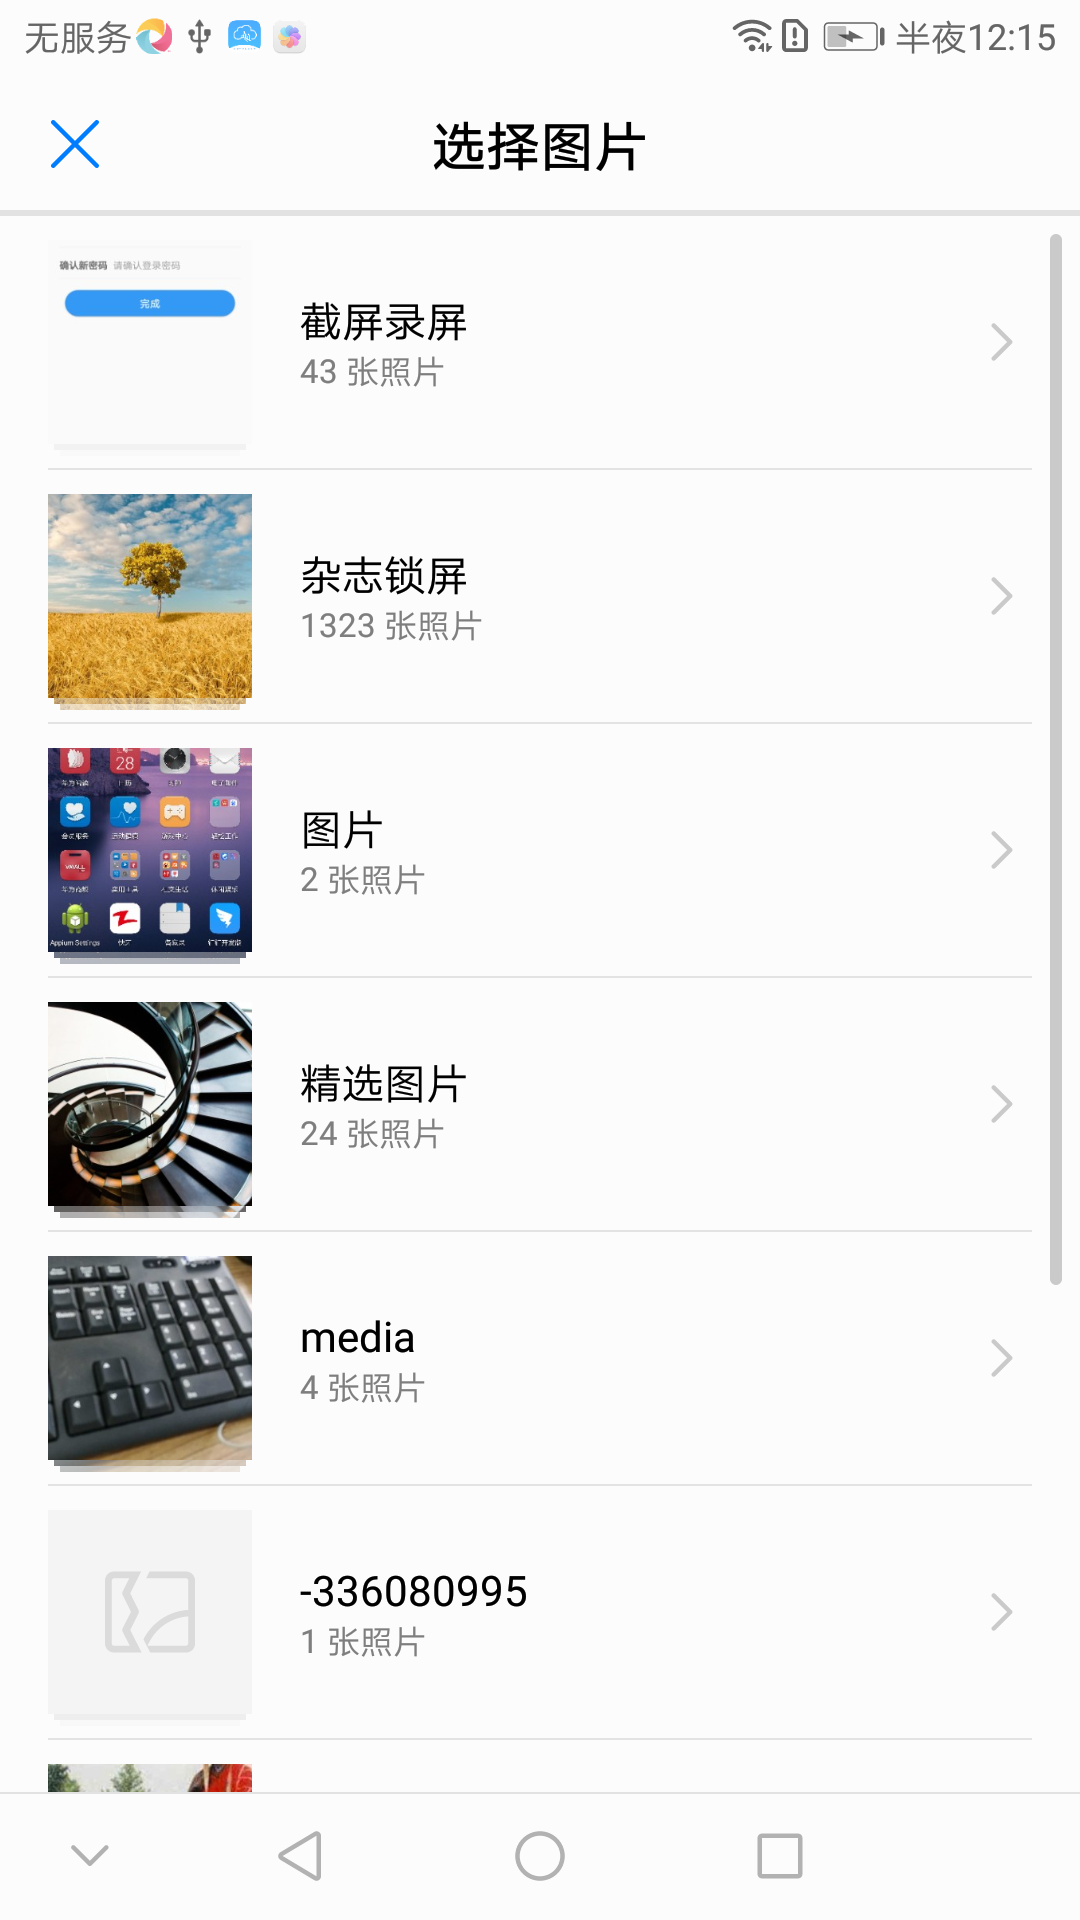 无服务 半夜12:15
选择图片
确认新密码 请确认登录密码
完成
截屏录屏
43 张照片
杂志锁屏
1323 张照片
28
图片
2 张照片
Appium Settings
精选图片
24 张照片
media
4 张照片
-336080995
1 张照片